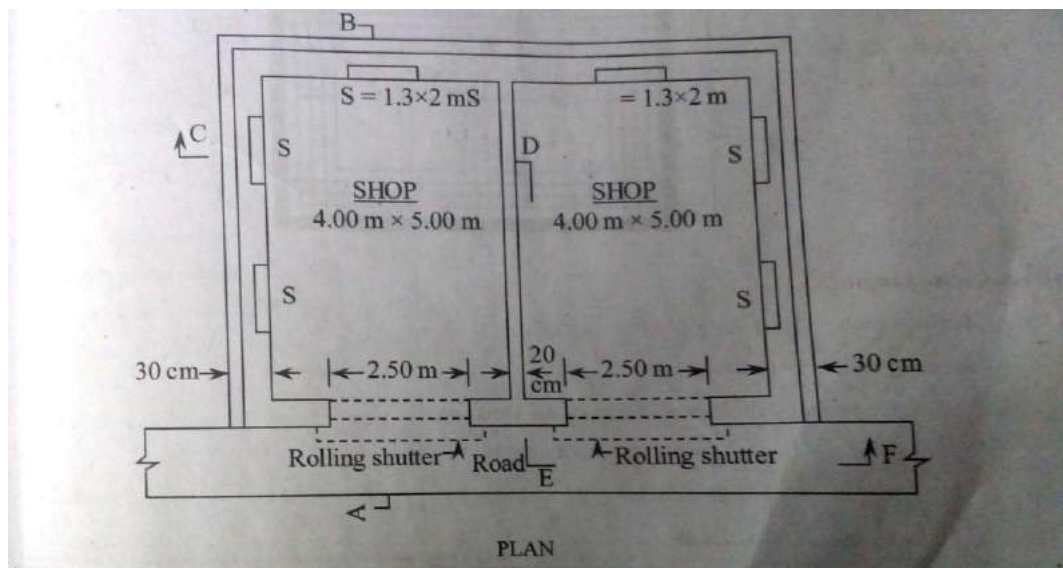 B
S = 1.3×2 mS = 1.3×2 m
C
S
D
S
SHOP
SHOP
4.00 m × 5.00 m
4.00 m × 5.00 m
S
S
30 cm
2.50 m
20
cm
2.50 m
30 cm
Rolling shutter
Road
E
Rolling shutter
F
A
PLAN